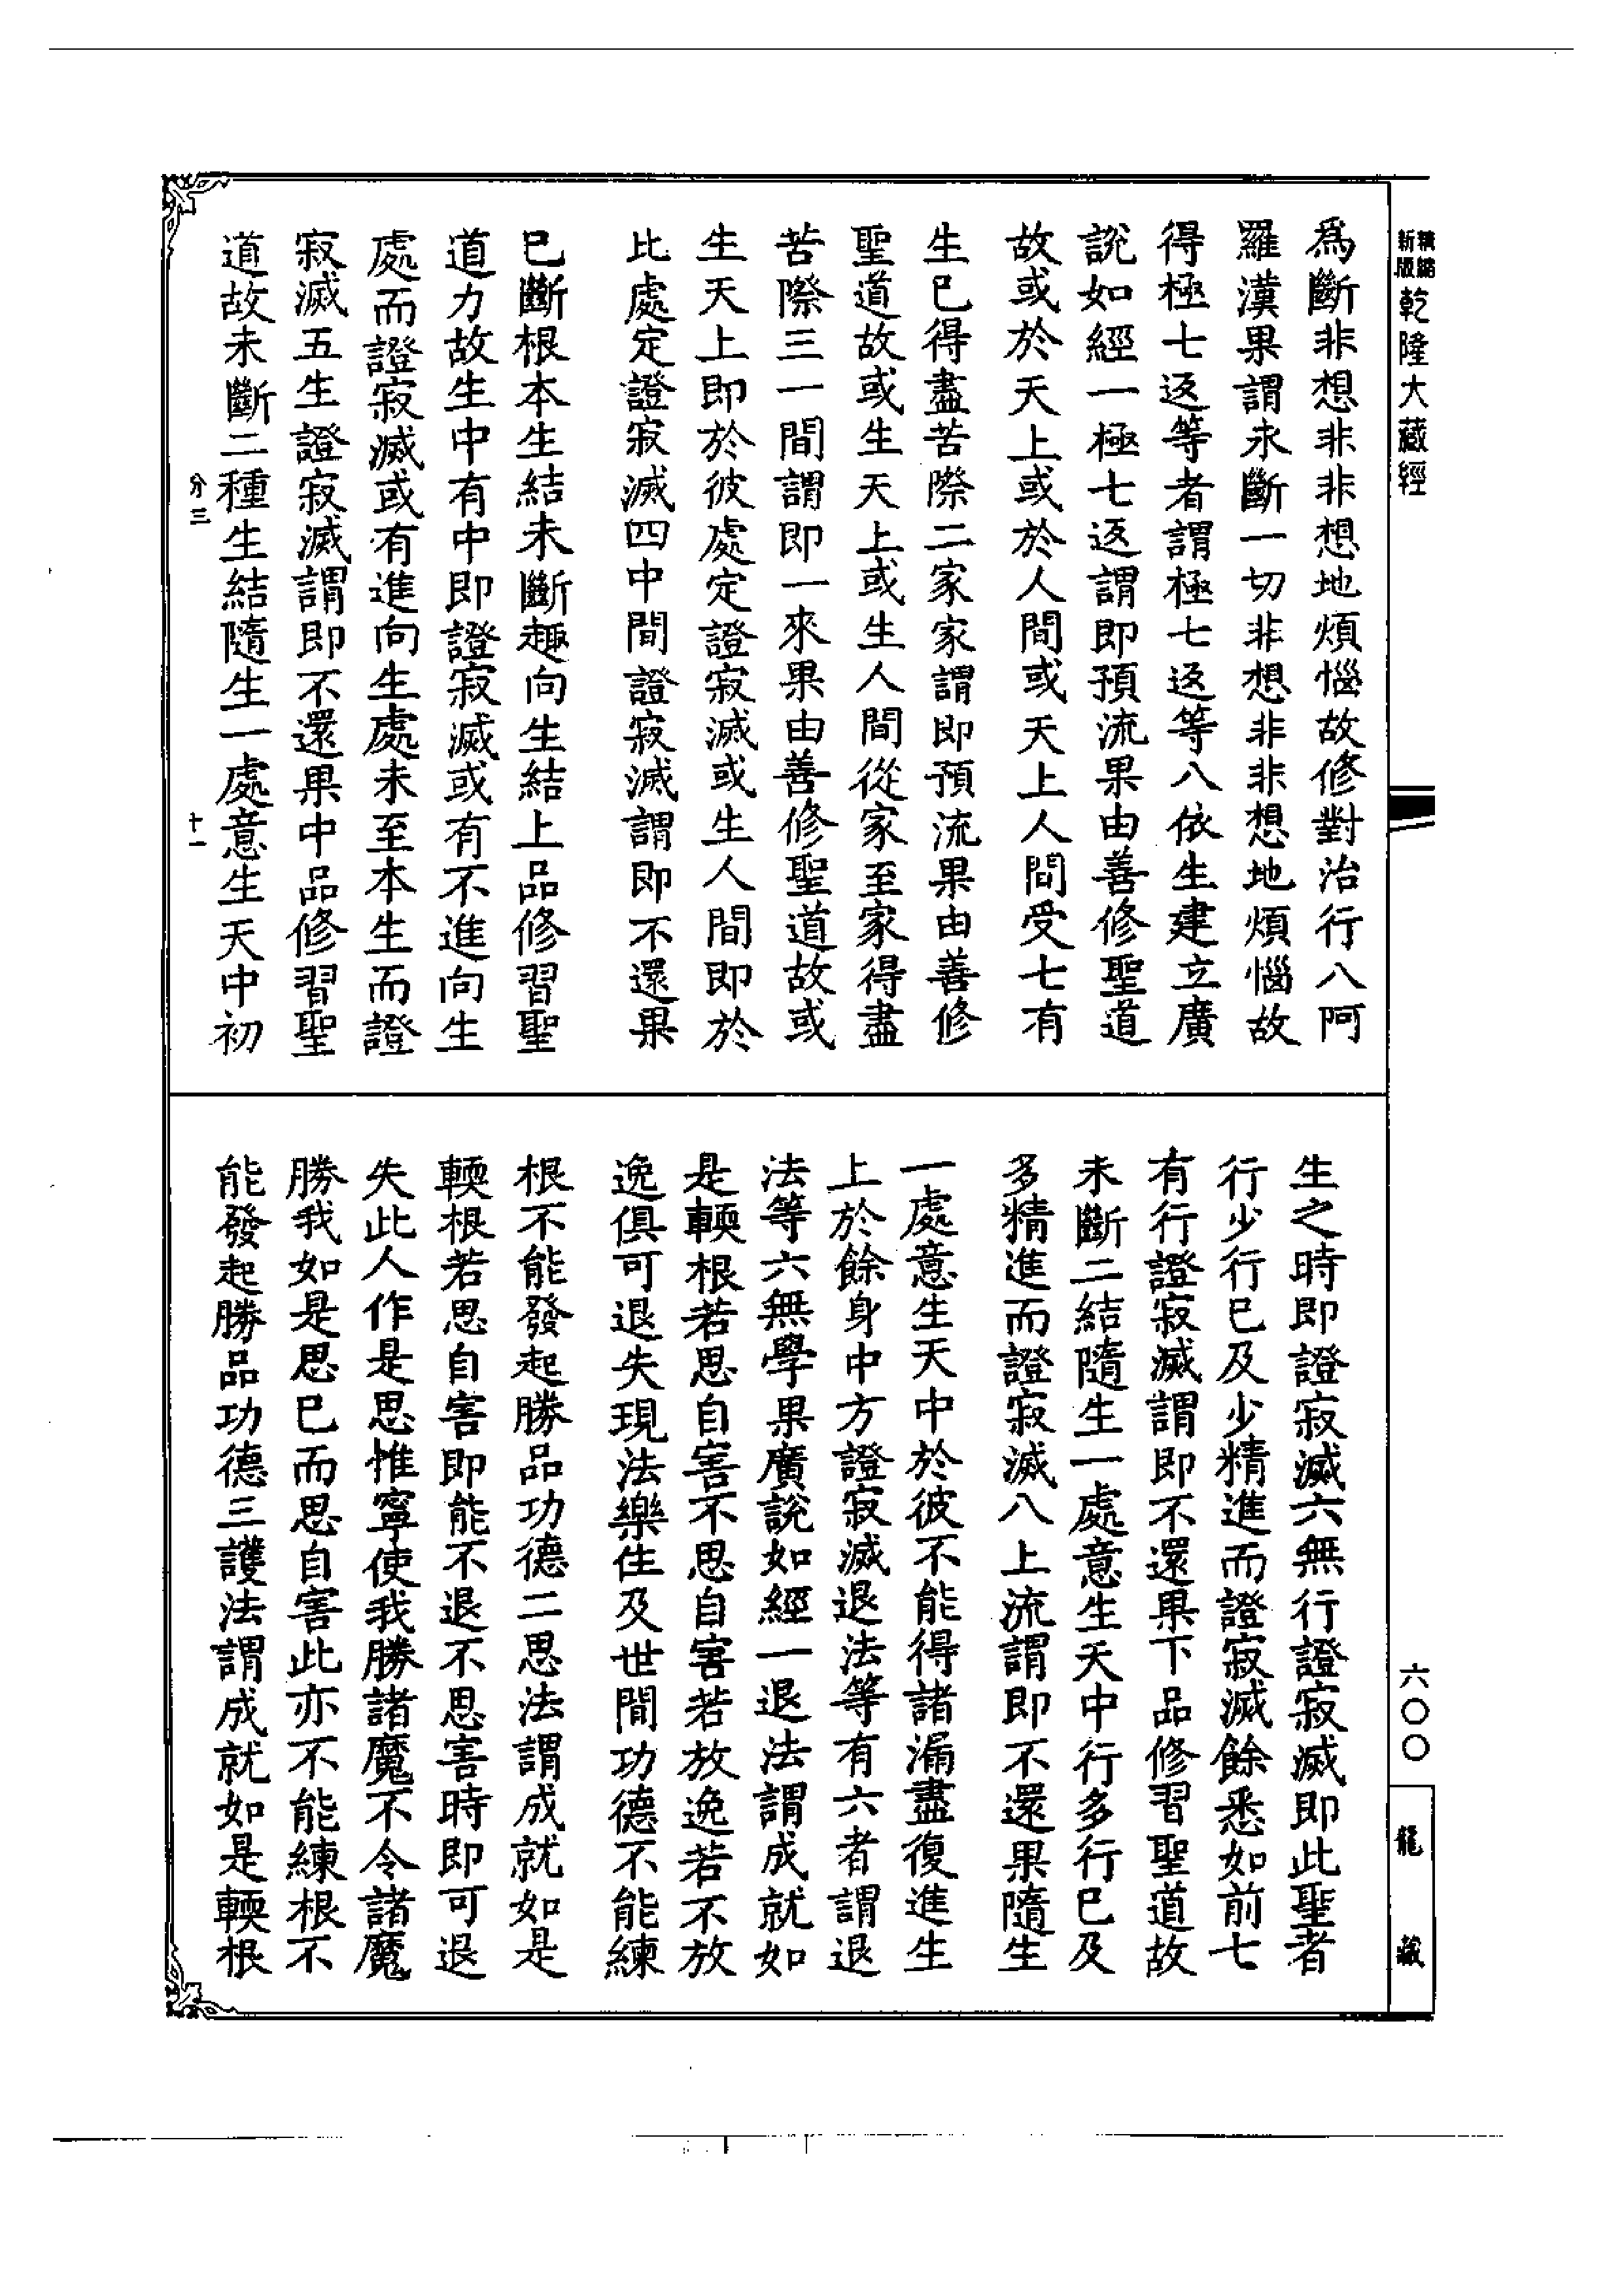 精縮新版乾隆大藏經
為斷非想非非想地煩惱故修對治行八阿
羅漢果謂永斷一切非想非非想地煩惱故
得極七返等者謂極七返等八依生建立廣
說如經一極七返謂即預流果由善修聖道
故或於天上或於人間或天上人間受七有
生已得盡苦際二家家謂即預流果由善修
聖道故或生天上或生人間從家至家得盡
苦際三一間謂即一來果由善修聖道故或
生天上即於彼處定證寂滅或生人間即於
此處定證寂滅四中間證寂滅謂即不還果
已斷根本生結未斷趣向生結上品修習聖
道力故生中有中即證寂滅或有不進向生
處而證寂滅或有進向生處未至本生而證
寂滅五生證寂滅謂即不還果中品修習聖
道故未斷二種生結隨生一處意生天中初
份三
十一
生之時即證寂滅六無行證寂滅即此聖者
行少行已及少精進而證寂滅餘悉如前七
有行證寂滅謂即不還果下品修習聖道故
未斷二結隨生一處意生天中行多行已及
多精進而證寂滅八上流謂即不還果隨生
一處意生天中於彼不能得諸漏盡復進生
上於餘身中方證寂滅退法等有六者謂退
法等六無學果廣說如經一退法謂成就如
是輭根若思自害不思自害若放逸若不放
逸俱可退失現法樂住及世間功德不能練
根不能發起勝品功德二思法謂成就如是
輭根若思自害即能不退不思害時即可退
失此人作是思惟寧使我勝諸魔不令諸魔
勝我如是思已而思自害此亦不能練根不
能發起勝品功德三護法謂成就如是輭根
六〇〇
龍藏